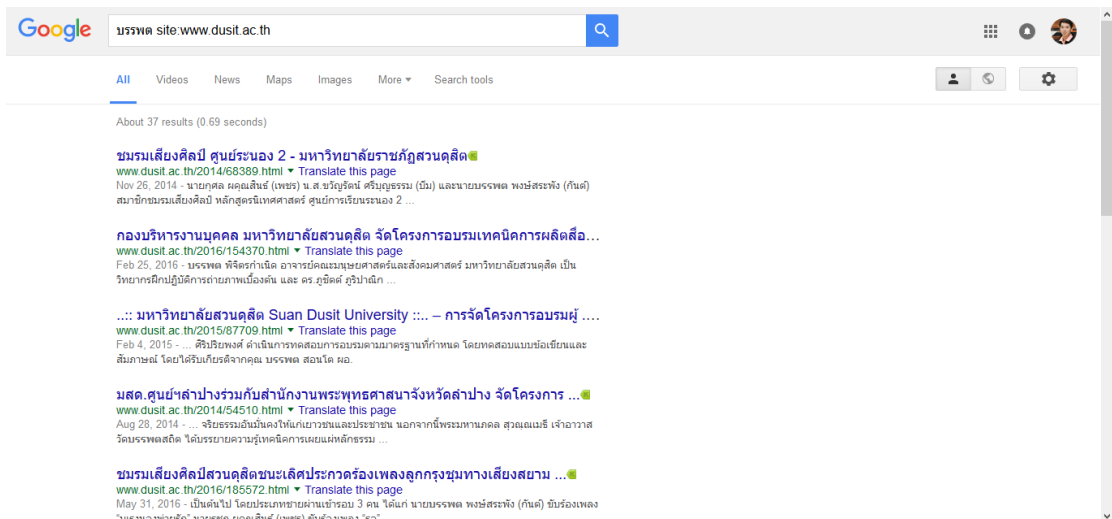 Google
บรรพต site:www.dusit.ac.th
All Videos News Maps Images More Search tools
About 37 results (0.69 seconds)
ชมรมเสียงศิลป์ ศูนย์ระนอง 2 - มหาวิทยาลัยราชภัฏสวนดุสิต
www.dusit.ac.th/2014/68389.html Translate this page
Nov 26, 2014 - นายกุศล ผคุณสินธ์ (เพชร) น.ส.ขวัญรัตน์ ศรีบุญธรรม (บีม) และนายบรรพต พงษ์สระพัง (กันต์)
สมาชิกชมรมเสียงศิลป์ หลักสูตรนิเทศศาสตร์ ศูนย์การเรียนระนอง 2 ...
กองบริหารงานบุคคล มหาวิทยาลัยสวนดุสิต จัดโครงการอบรมเทคนิคการผลิตสื่อ...
www.dusit.ac.th/2016/154370.html Translate this page
Feb 25, 2016 - บรรพต พิจิตรกำเนิด อาจารย์คณะมนุษยศาสตร์และสังคมศาสตร์ มหาวิทยาลัยสวนดุสิต เป็น
วิทยากรฝึกปฏิบัติการถ่ายภาพเบื้องต้น และ ดร.ภูชิตต์ ภูริปาณิก ...
..:: มหาวิทยาลัยสวนดุสิต Suan Dusit University ::.. – การจัดโครงการอบรมผู้ ....
www.dusit.ac.th/2015/87709.html Translate this page
Feb 4, 2015 - ... ศิริปริยพงศ์ ดำเนินการทดสอบการอบรมตามมาตรฐานที่กำหนด โดยทดสอบแบบข้อเขียนและ
สัมภาษณ์ โดยได้รับเกียรติจากคุณ บรรพต สอนโต ผอ.
มสด.ศูนย์ฯลำปางร่วมกับสำนักงานพระพุทธศาสนาจังหวัดลำปาง จัดโครงการ ...
www.dusit.ac.th/2014/54510.html Translate this page
Aug 28, 2014 - ... จริยธรรมอันมั่นคงให้แก่เยาวชนและประชาชน นอกจากนี้พระมหานภดล สุวณฺณเมธี เจ้าอาวาส
วัดบรรพตสถิต ได้บรรยายความรู้เทคนิคการเผยแผ่หลักธรรม ...
ชมรมเสียงศิลป์สวนดุสิตชนะเลิศประกวดร้องเพลงลูกกรุงชุมทางเสียงสยาม ...
www.dusit.ac.th/2016/185572.html Translate this page
May 31, 2016 - เป็นต้นไป โดยประเภทชายผ่านเข้ารอบ 3 คน ได้แก่ นายบรรพต พงษ์สระพัง (กันต์) ขับร้องเพลง